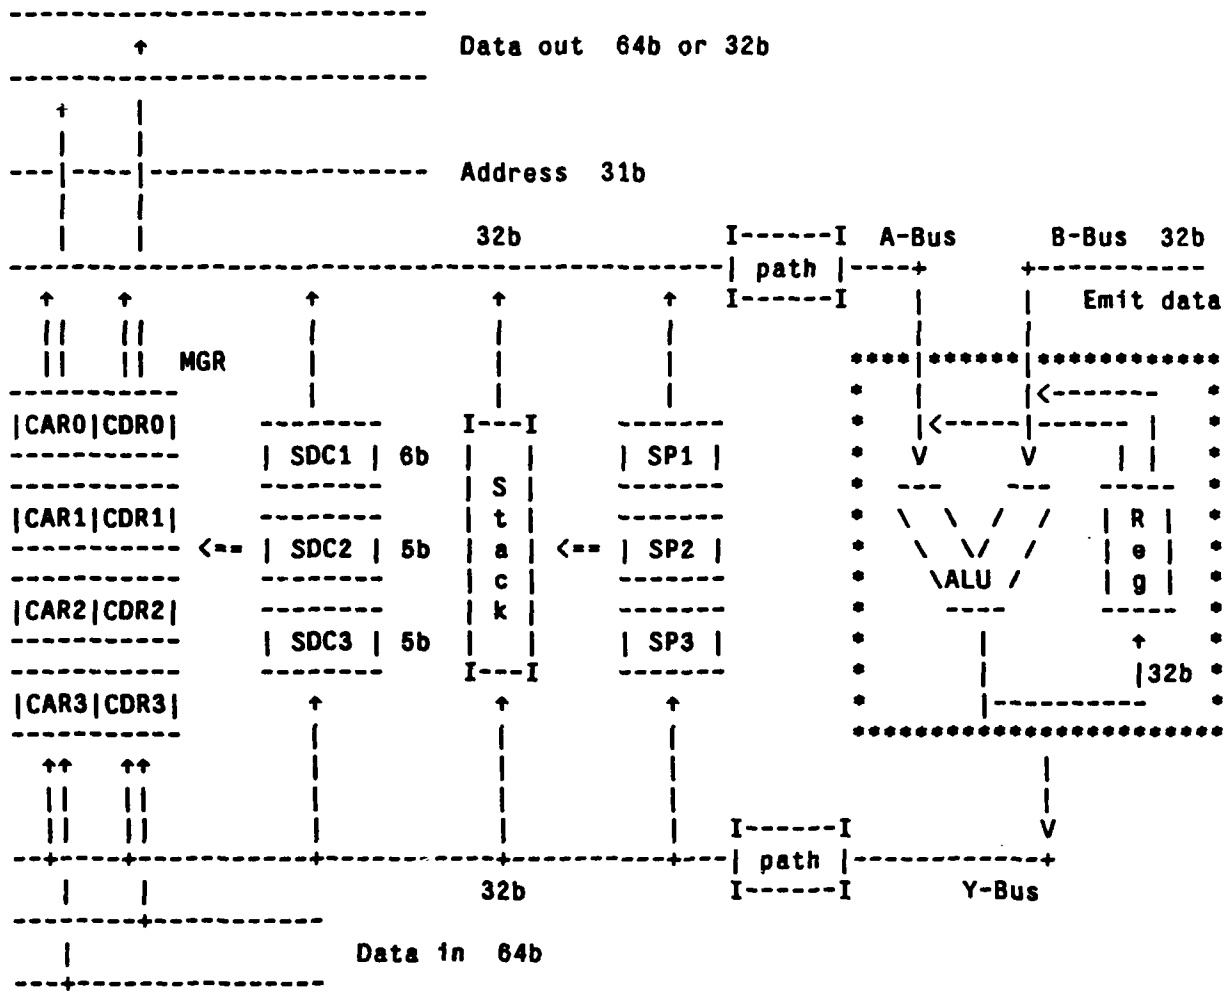 Data out 64b or 32b
Address 31b
32b
A-Bus
B-Bus 32b
path
Emit data
MGR
CAR0 CDR0
CAR1 CDR1
CAR2 CDR2
CAR3 CDR3
SDC1 6b
SDC2 5b
SDC3 5b
Stack
SP1
SP2
SP3
ALU
Reg
32b
path
32b
Y-Bus
Data in 64b